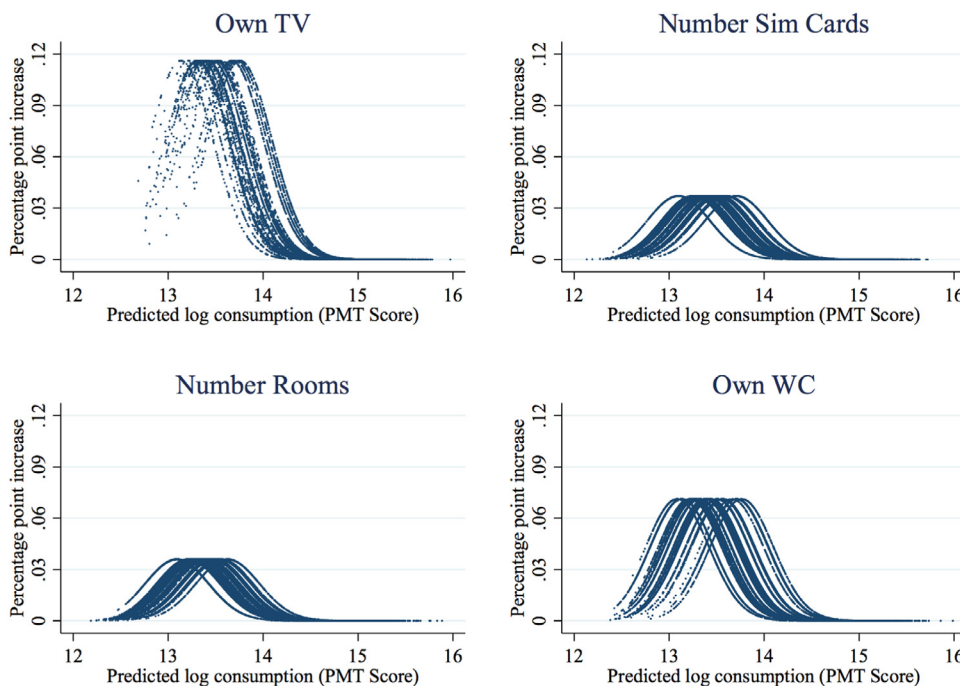 Own TV
Percentage point increase
.12
.09
.06
.03
0
12 13 14 15 16
Predicted log consumption (PMT Score)
Number Sim Cards
Percentage point increase
.12
.09
.06
.03
0
12 13 14 15 16
Predicted log consumption (PMT Score)
Number Rooms
Percentage point increase
.12
.09
.06
.03
0
12 13 14 15 16
Predicted log consumption (PMT Score)
Own WC
Percentage point increase
.12
.09
.06
.03
0
12 13 14 15 16
Predicted log consumption (PMT Score)